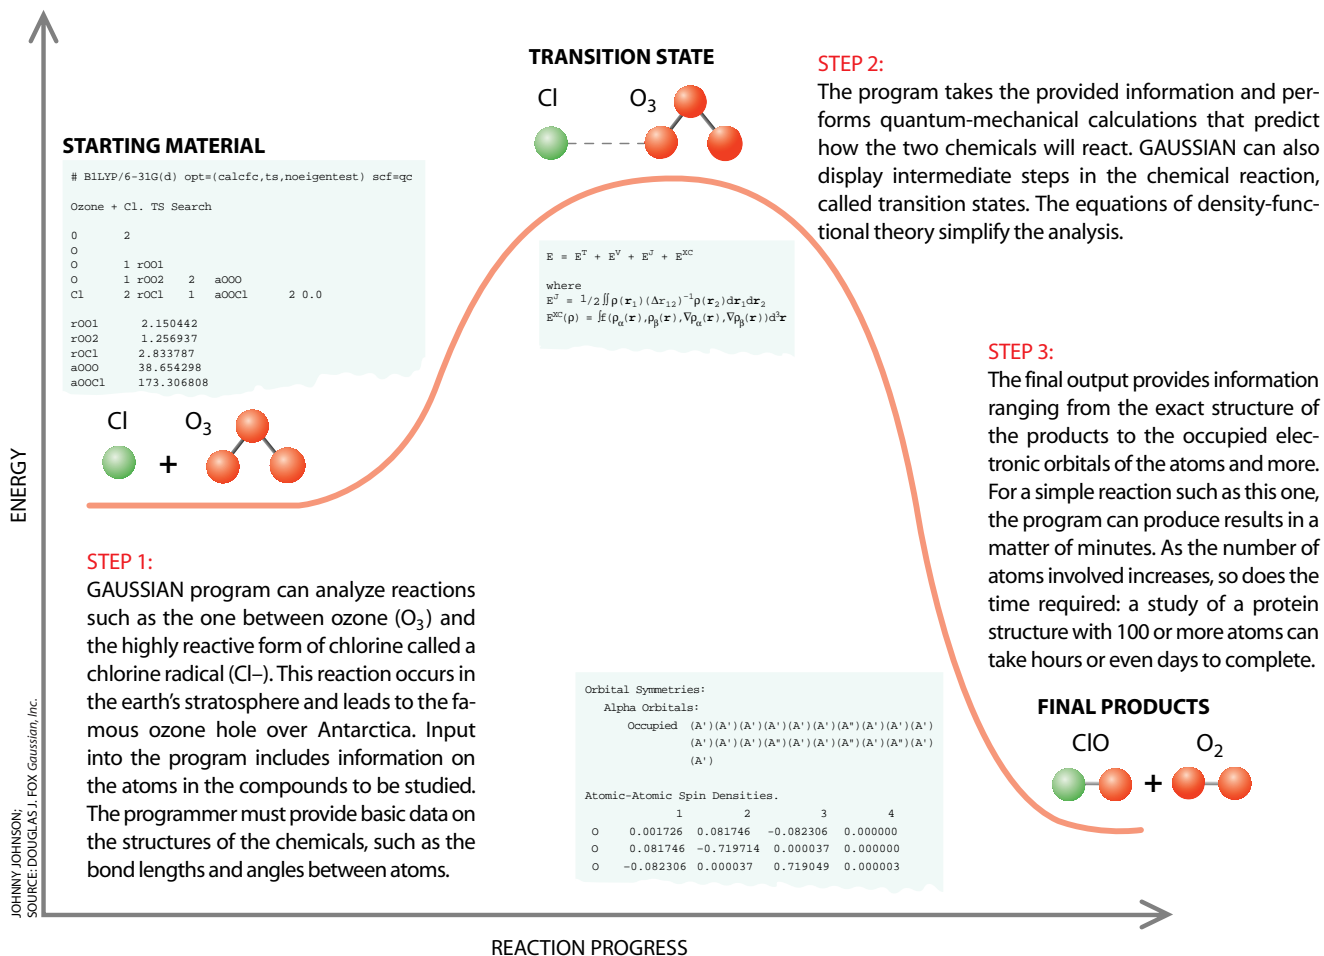 STARTING MATERIAL
# B1LYP/6-31G(d) opt=(calcfc,ts,noeigentest) scf=qc
Ozone + Cl. TS Search
0 2
O
O 1 rOO1
O 1 rOO2 2 aOOO
Cl 2 rOCl 1 aOOCl 2 0.0
rOO1 2.150442
rOO2 1.256937
rOCl 2.833787
aOOO 38.654298
aOOCl 173.306808
Cl O3
+
STEP 1:
GAUSSIAN program can analyze reactions
such as the one between ozone (O3) and
the highly reactive form of chlorine called a
chlorine radical (Cl–). This reaction occurs in
the earth's stratosphere and leads to the fa-
mous ozone hole over Antarctica. Input
into the program includes information on
the atoms in the compounds to be studied.
The programmer must provide basic data on
the structures of the chemicals, such as the
bond lengths and angles between atoms.
TRANSITION STATE
Cl O3
E = E^T + E^V + E^J + E^XC
where
E^J = 1/2∬ρ(r1)(Δr12)^-1ρ(r2)dr1dr2
E^XC(ρ) = ∫f(ρα(r),ρβ(r),∇ρα(r),∇ρβ(r))d^3r
STEP 2:
The program takes the provided information and per-
forms quantum-mechanical calculations that predict
how the two chemicals will react. GAUSSIAN can also
display intermediate steps in the chemical reaction,
called transition states. The equations of density-func-
tional theory simplify the analysis.
STEP 3:
The final output provides information
ranging from the exact structure of
the products to the occupied elec-
tronic orbitals of the atoms and more.
For a simple reaction such as this one,
the program can produce results in a
matter of minutes. As the number of
atoms involved increases, so does the
time required: a study of a protein
structure with 100 or more atoms can
take hours or even days to complete.
Orbital Symmetries:
Alpha Orbitals:
Occupied (A')(A')(A')(A')(A')(A')(A")(A')(A')(A')
(A')(A')(A')(A")(A')(A')(A")(A')(A")(A')
(A')
Atomic-Atomic Spin Densities.
1 2 3 4
O 0.001726 0.081746 -0.082306 0.000000
O 0.081746 -0.719714 0.000037 0.000000
O -0.082306 0.000037 0.719049 0.000003
FINAL PRODUCTS
ClO O2
+
ENERGY
REACTION PROGRESS
JOHNNY JOHNSON;
SOURCE: DOUGLAS J. FOX Gaussian, Inc.